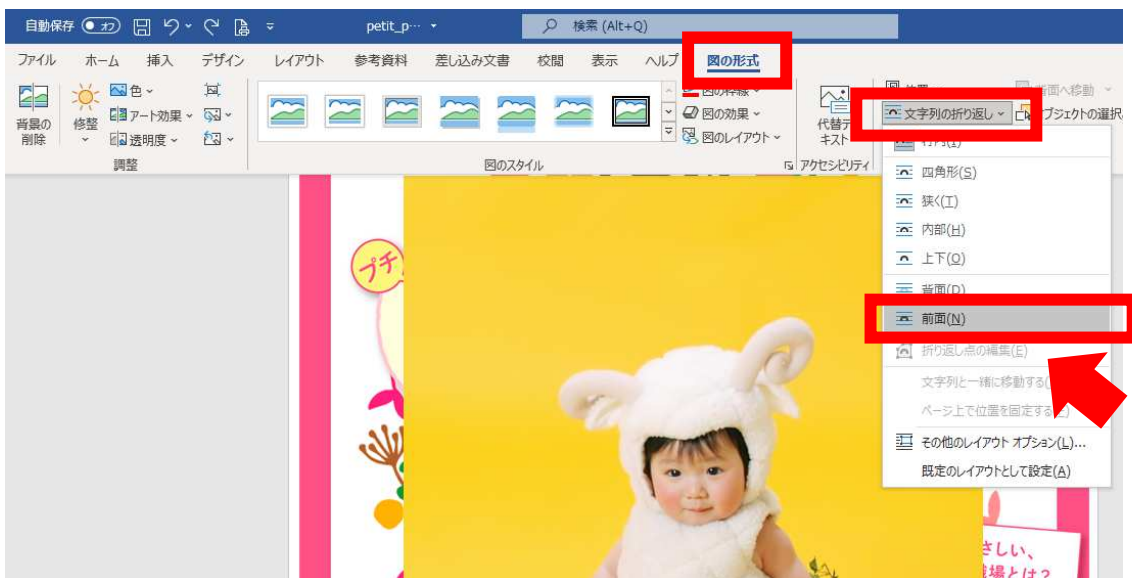 自動保存 オフ petit_p… 検索 (Alt+Q)
ファイル ホーム 挿入 デザイン レイアウト 参考資料 差し込み文書 校閲 表示 ヘルプ 図の形式
背景の
削除
修整
色
アート効果
透明度
調整
図のスタイル
図の枠線
図の効果
図のレイアウト
代替テ
キスト
アクセシビリティ
文字列の折り返し
面へ移動
ブジェクトの選択
四角形(S)
狭く(T)
内部(H)
上下(O)
背面(D)
前面(N)
折り返し点の編集(E)
文字列と一緒に移動する(
ページ上で位置を固定する
その他のレイアウト オプション(L)...
既定のレイアウトとして設定(A)
プチ
さしい、
場とは?